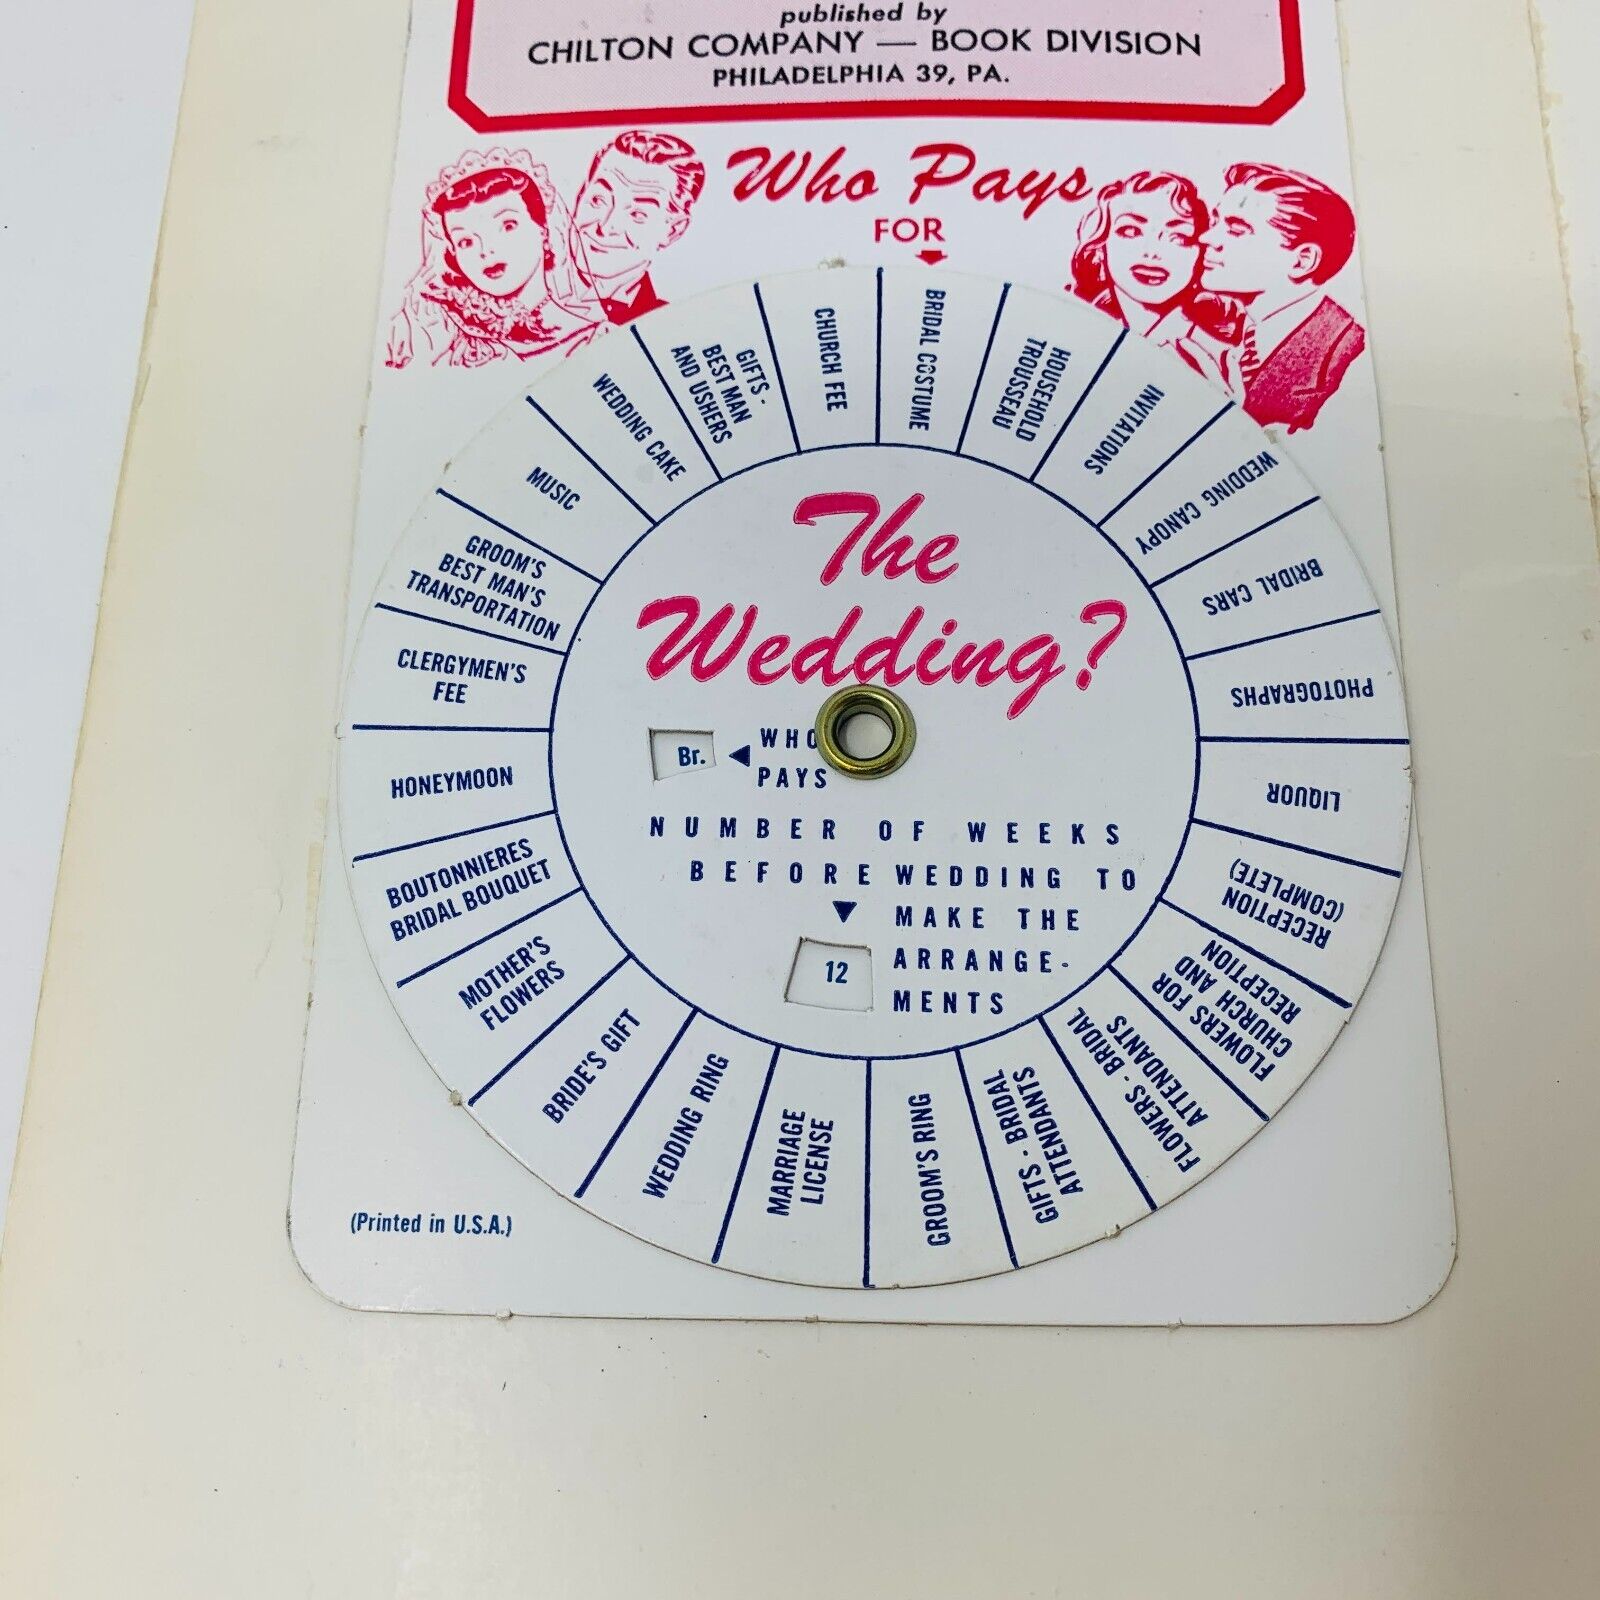 published by
CHILTON COMPANY — BOOK DIVISION
PHILADELPHIA 39, PA.
Who Pays
FOR
BRIDAL COSTUME
HOUSEHOLD
TROUSSEAU
INVITATIONS
WEDDING CANOPY
BRIDAL CARS
PHOTOGRAPHS
LIQUOR
RECEPTION
(COMPLETE)
FLOWERS FOR
CHURCH AND
RECEPTION
FLOWERS - BRIDAL
ATTENDANTS
GIFTS - BRIDAL
ATTENDANTS
GROOM'S RING
MARRIAGE
LICENSE
WEDDING RING
BRIDE'S GIFT
MOTHER'S
FLOWERS
BOUTONNIERES
BRIDAL BOUQUET
HONEYMOON
CLERGYMEN'S
FEE
GROOM'S
BEST MAN'S
TRANSPORTATION
MUSIC
WEDDING CAKE
GIFTS -
BEST MAN
AND USHERS
CHURCH FEE
The
Wedding?
Br.
WHO
PAYS
NUMBER OF WEEKS
BEFORE WEDDING TO
MAKE THE
ARRANGE-
MENTS
12
(Printed in U.S.A.)